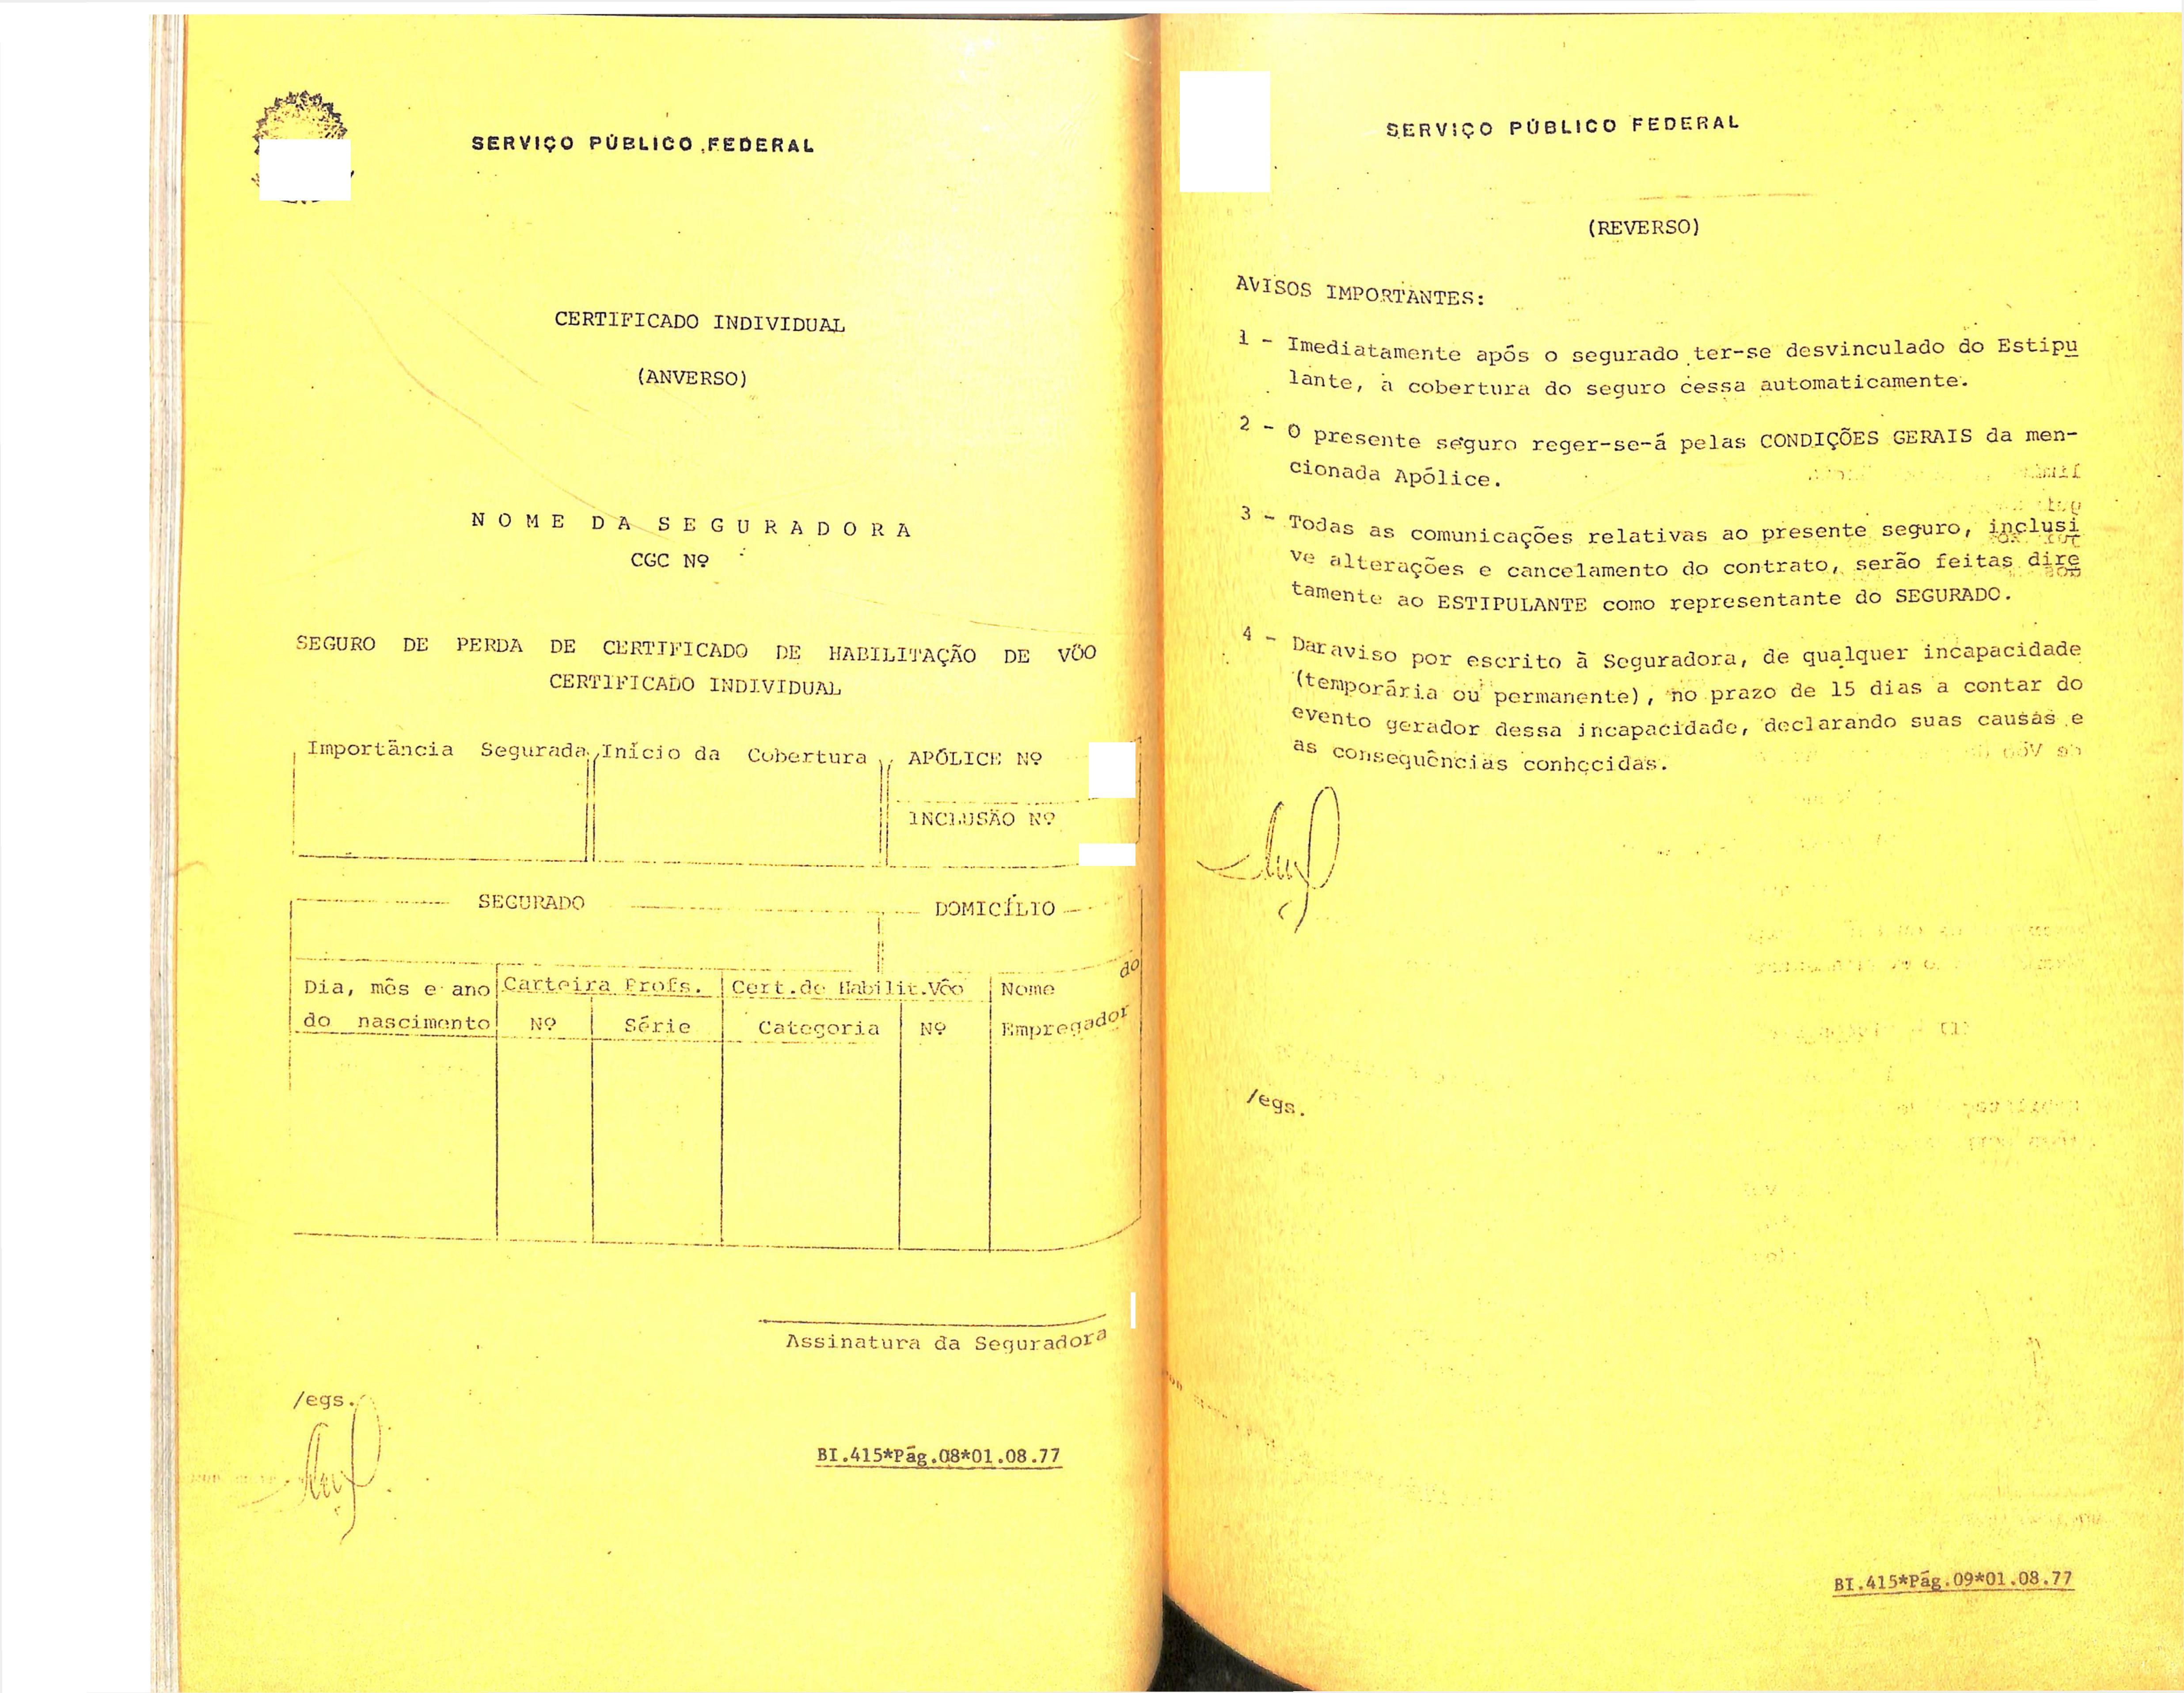 SERVIÇO PÚBLICO FEDERAL
CERTIFICADO INDIVIDUAL
(ANVERSO)
NOME DA SEGURADORA
CGC Nº
SEGURO DE PERDA DE CERTIFICADO DE HABILITAÇÃO DE VÔO
CERTIFICADO INDIVIDUAL
Importância Segurada Início da Cobertura APÓLICE Nº
INCLUSÃO Nº
SEGURADO DOMICÍLIO
Dia, mês e ano Carteira Profs. Cert.de Habilit.Vôo Nome do
do nascimento Nº Série Categoria Nº Empregador
Assinatura da Seguradora
/egs.
BI.415*Pág.08*01.08.77
SERVIÇO PÚBLICO FEDERAL
(REVERSO)
AVISOS IMPORTANTES:
1 - Imediatamente após o segurado ter-se desvinculado do Estipu
lante, a cobertura do seguro cessa automaticamente.
2 - O presente seguro reger-se-á pelas CONDIÇÕES GERAIS da men-
cionada Apólice.
3 - Todas as comunicações relativas ao presente seguro, inclusi
ve alterações e cancelamento do contrato, serão feitas dire
tamente ao ESTIPULANTE como representante do SEGURADO.
4 - Dar aviso por escrito à Seguradora, de qualquer incapacidade
(temporária ou permanente), no prazo de 15 dias a contar do
evento gerador dessa incapacidade, declarando suas causas e
as consequências conhecidas.
/egs.
BI.415*Pág.09*01.08.77